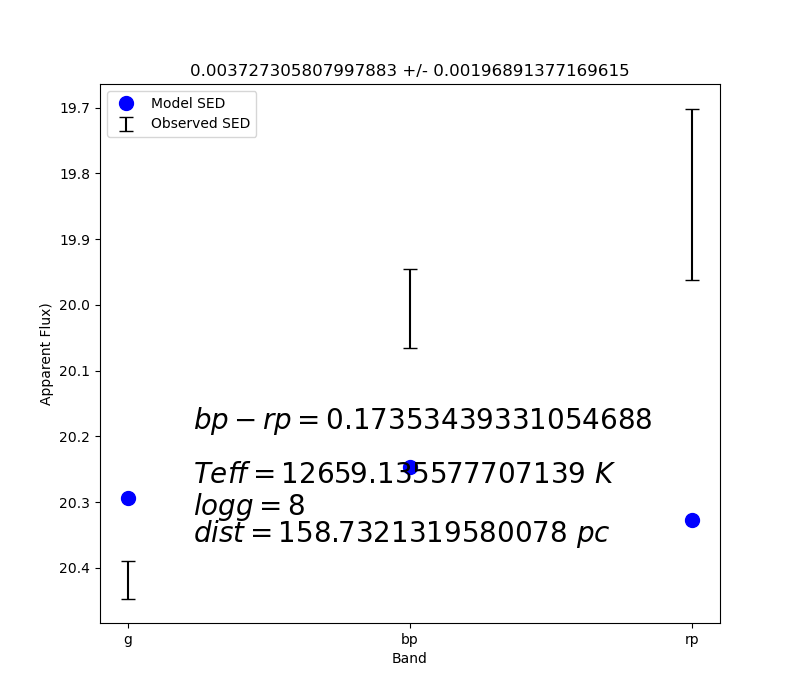 0.003727305807997883 +/- 0.00196891377169615
Model SED
Observed SED
19.7
19.8
19.9
20.0
20.1
20.2
20.3
20.4
Apparent Flux)
bp − rp = 0.17353439331054688
Teff = 12659.135577707139 K
logg = 8
dist = 158.7321319580078 pc
g
bp
rp
Band